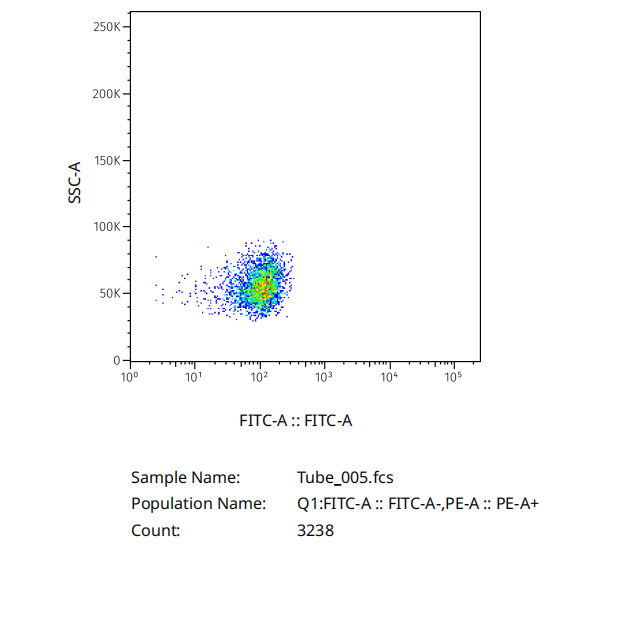 250K
200K
150K
100K
50K
0
SSC-A
10⁰ 10¹ 10² 10³ 10⁴ 10⁵
FITC-A :: FITC-A
Sample Name: Tube_005.fcs
Population Name: Q1:FITC-A :: FITC-A-,PE-A :: PE-A+
Count: 3238